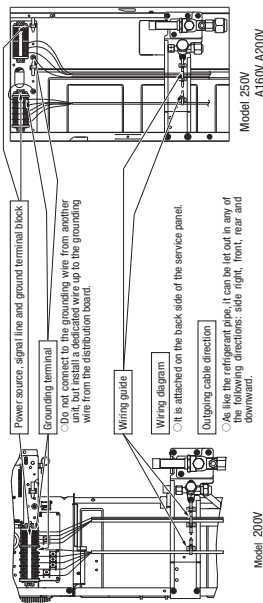 Power source, signal line and ground terminal block
Grounding terminal
○Do not connect to the grounding wire from another
unit, but install a dedicated wire up to the grounding
wire from the distribution board.
Wiring guide
Wiring diagram
○It is attached on the back side of the service panel.
Outgoing cable direction
○As like the refrigerant pipe, it can be let out in any of
the following directions: side right, front, rear and
downward.
Model 200V
Model 250V
A160V, A200V